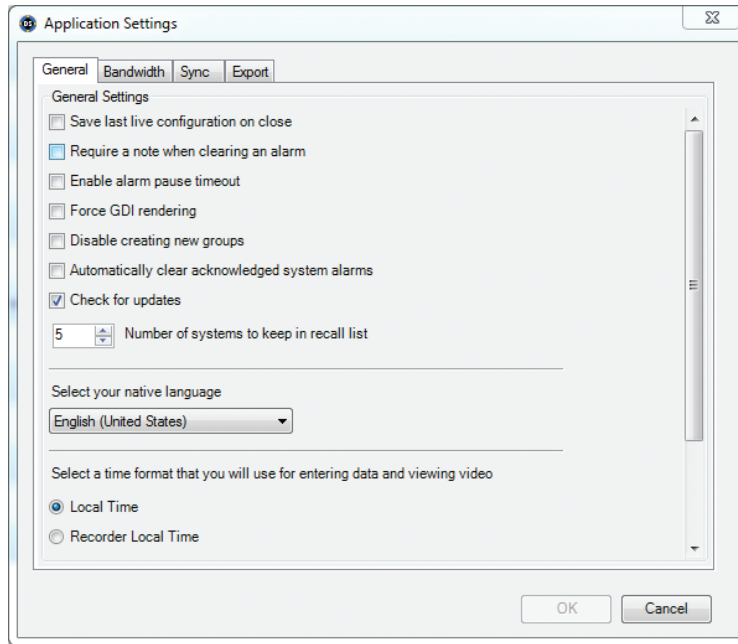 DS Application Settings
General Bandwidth Sync Export
General Settings
Save last live configuration on close
Require a note when clearing an alarm
Enable alarm pause timeout
Force GDI rendering
Disable creating new groups
Automatically clear acknowledged system alarms
Check for updates
5 Number of systems to keep in recall list
Select your native language
English (United States)
Select a time format that you will use for entering data and viewing video
Local Time
Recorder Local Time
OK Cancel